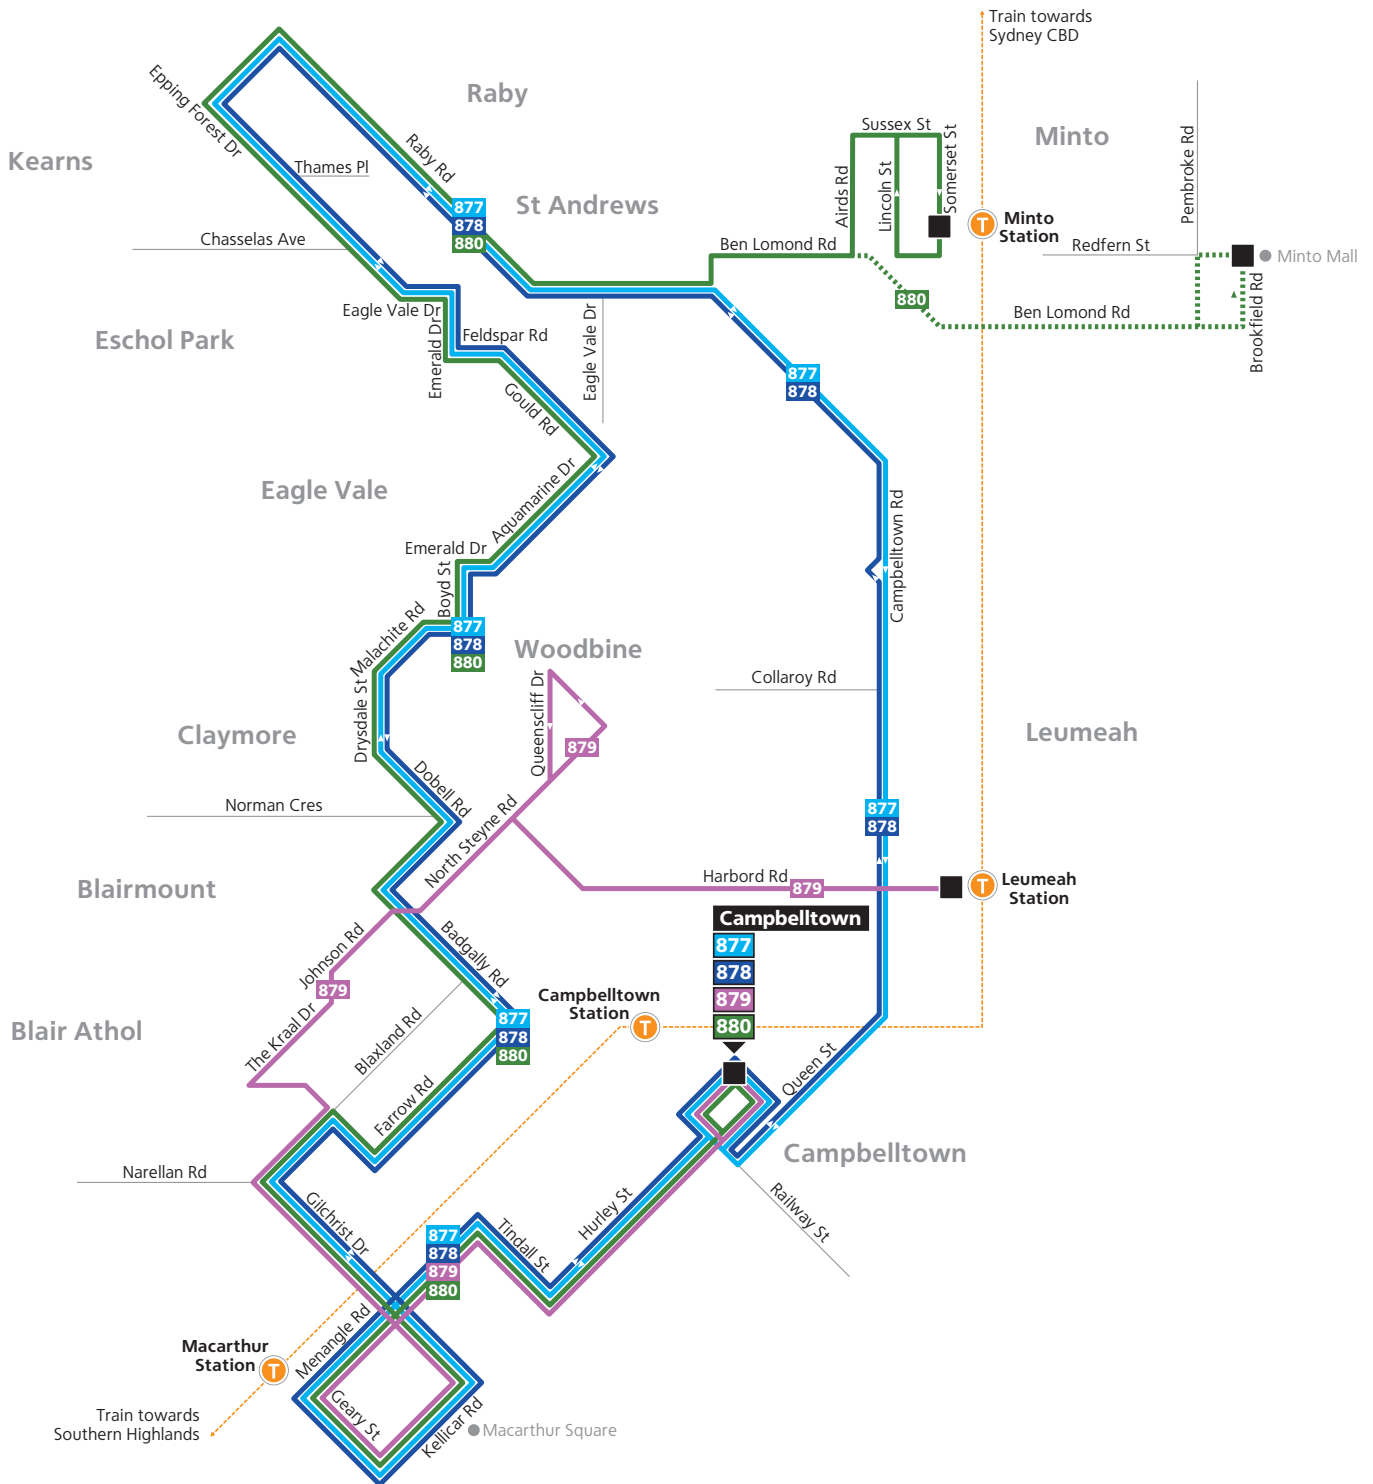 Train towards
Sydney CBD
Raby
Epping Forest Dr
Raby Rd
Kearns
Thames Pl
Sussex St
Minto
Airds Rd
Lincoln St
Somerset St
Pembroke Rd
877
878
880
St Andrews
Minto
Station
Chasselas Ave
Ben Lomond Rd
Redfern St
Minto Mall
880
Ben Lomond Rd
Brookfield Rd
Eagle Vale Dr
Emerald Dr
Feldspar Rd
Eagle Vale Dr
Eschol Park
877
878
Gould Rd
Eagle Vale
Aquamarine Dr
Campbelltown Rd
Emerald Dr
Boyd St
Malachite Rd
877
878
880
Woodbine
Queenscliff Dr
Collaroy Rd
Drysdale St
Claymore
879
Leumeah
Dobell Rd
Norman Cres
North Steyne Rd
877
878
Blairmount
Harbord Rd
879
Leumeah
Station
Campbelltown
877
878
879
880
Johnson Rd
Badgally Rd
879
Campbelltown
Station
Blair Athol
The Kraal Dr
Blaxland Rd
877
878
880
Farrow Rd
Queen St
Campbelltown
Narellan Rd
Railway St
Gilchrist Dr
Tindall St
Hurley St
877
878
879
880
Menangle Rd
Macarthur
Station
Geary St
Kellicar Rd
Train towards
Southern Highlands
Macarthur Square
T
T
T
T